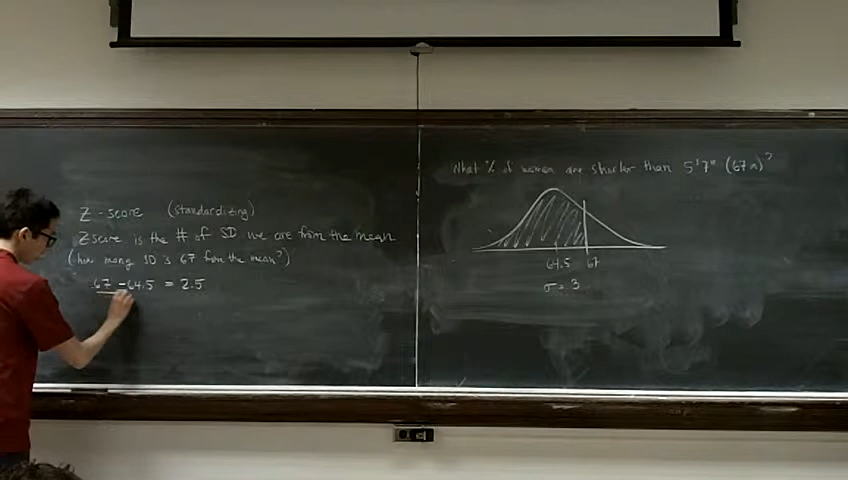 Z-score (standardizing)
Zscore is the # of SD we are from the mean
(how many SD is 67 from the mean?)
67 - 64.5 = 2.5
What % of women are shorter than 5'7" (67 in)?
64.5 67
σ = 3